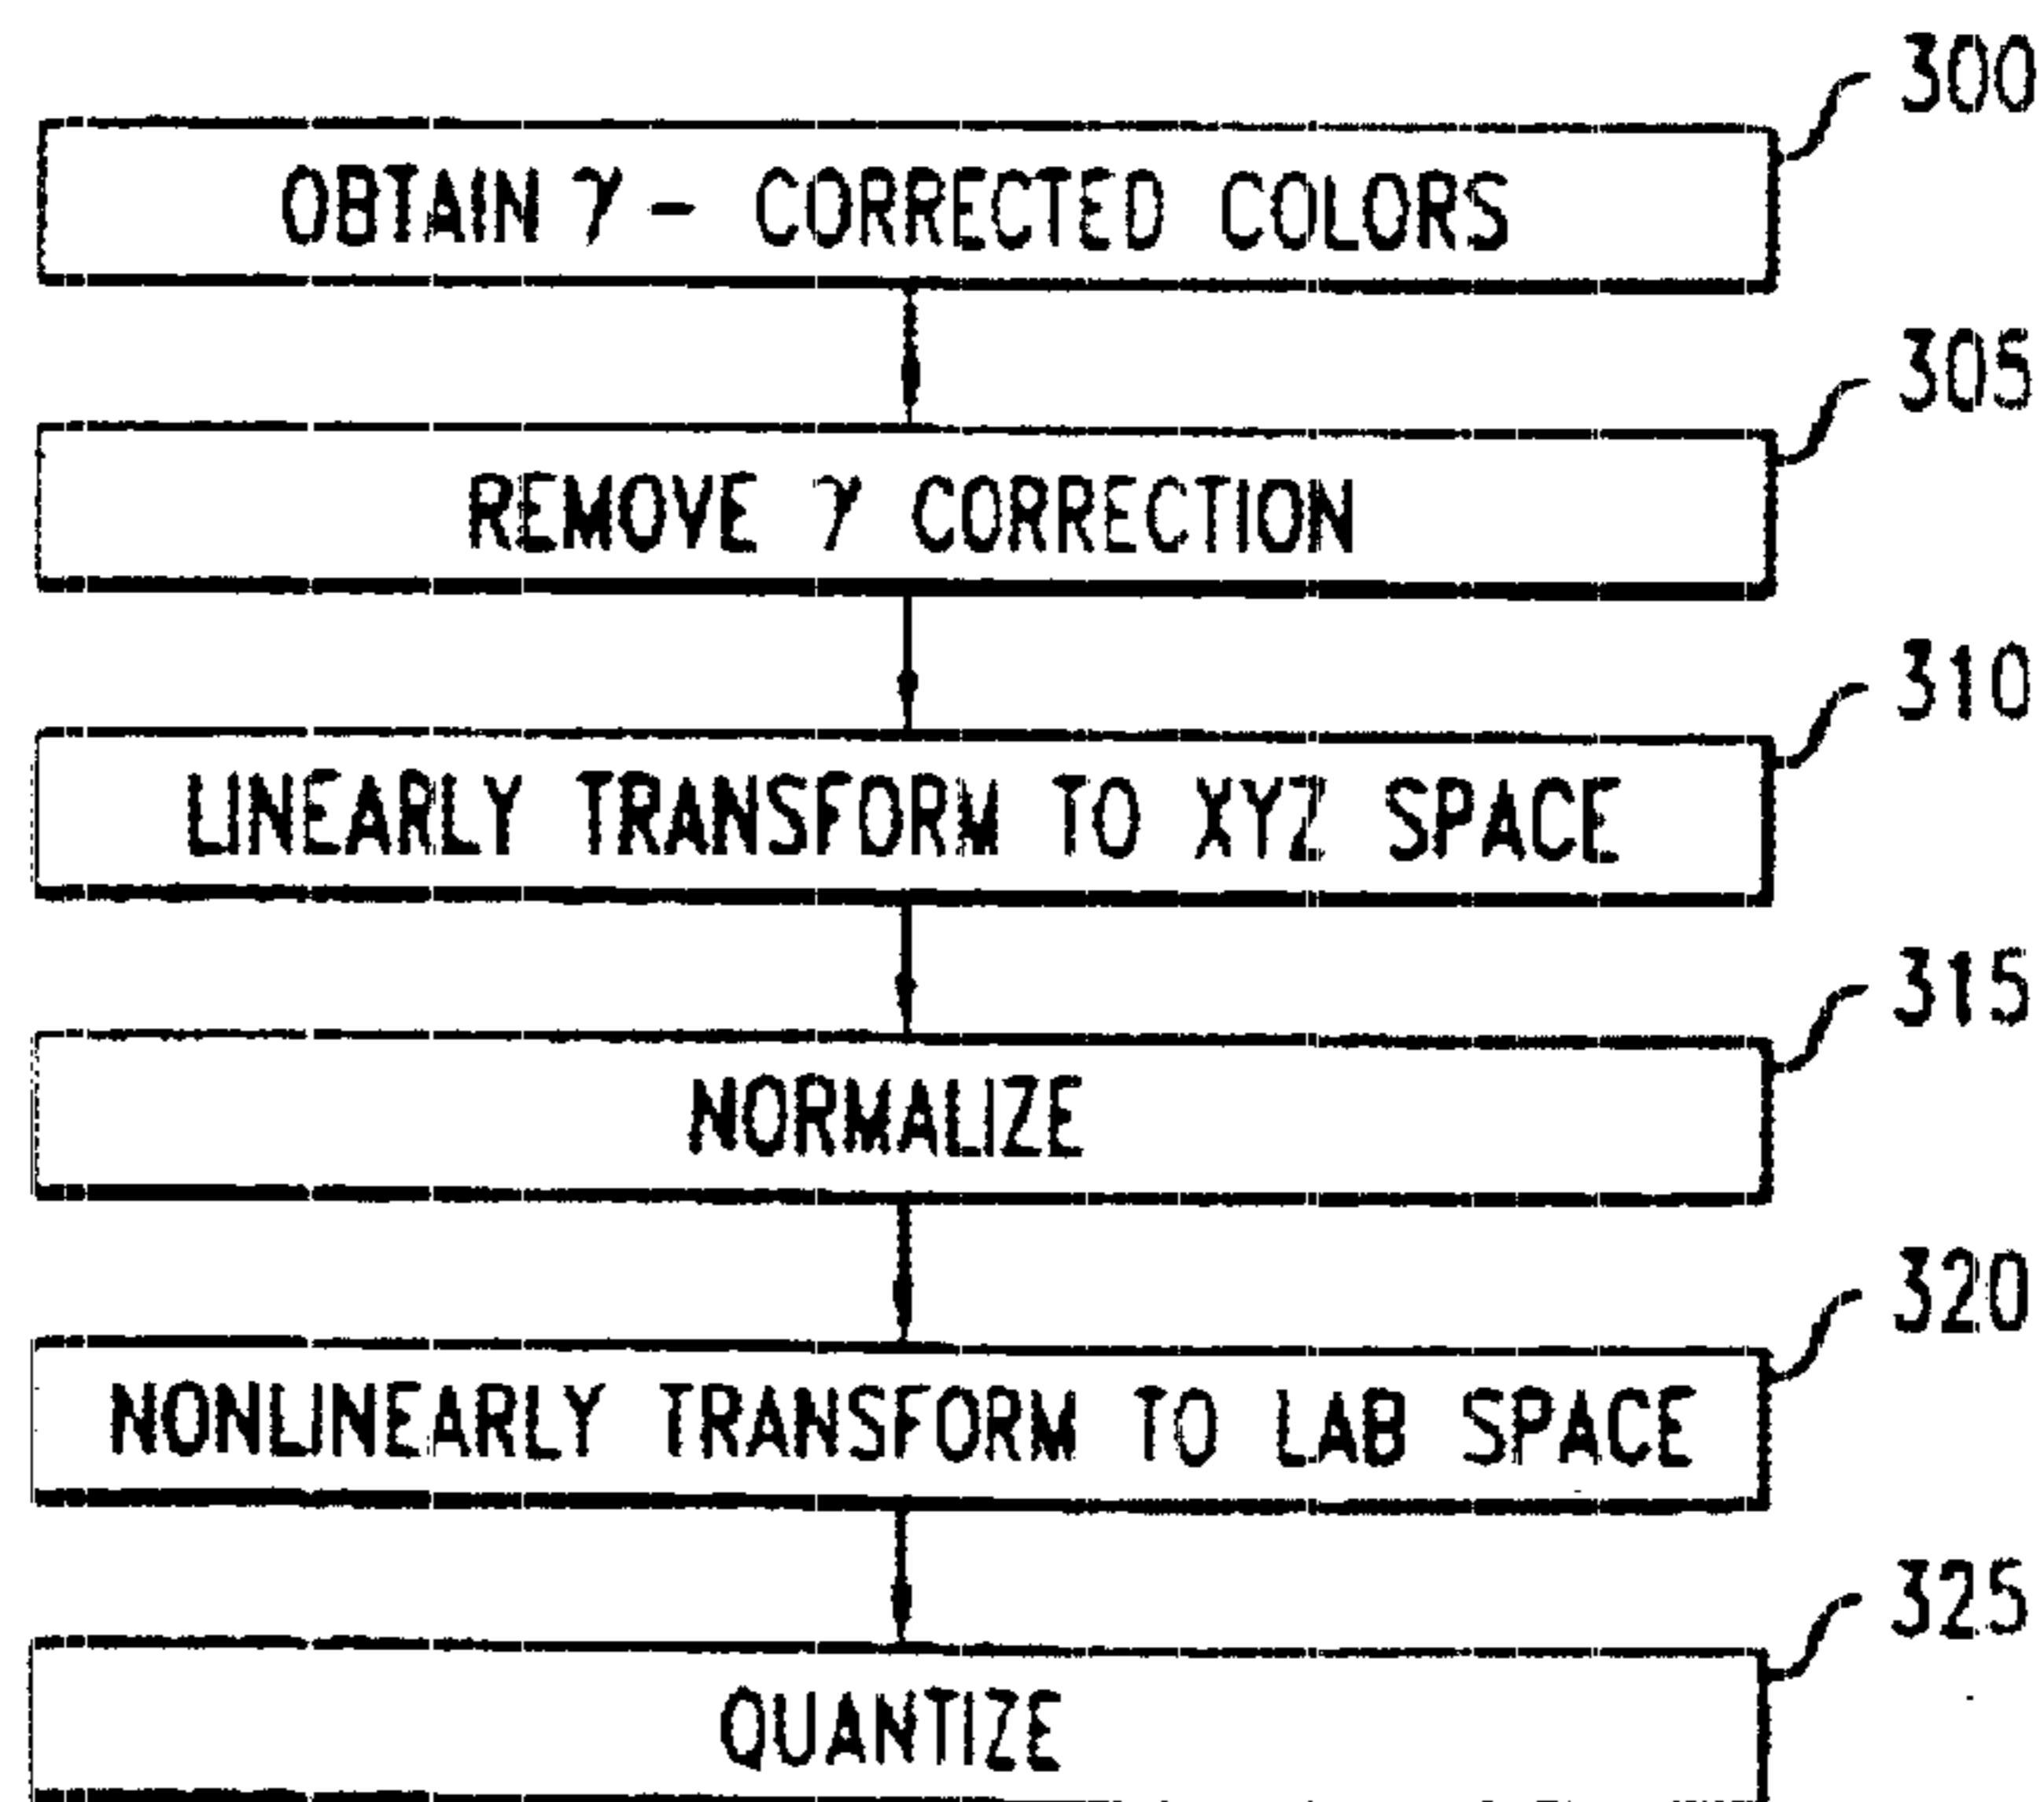 300
OBTAIN γ - CORRECTED COLORS
305
REMOVE γ CORRECTION
310
LINEARLY TRANSFORM TO XYZ SPACE
315
NORMALIZE
320
NONLINEARLY TRANSFORM TO LAB SPACE
325
QUANTIZE